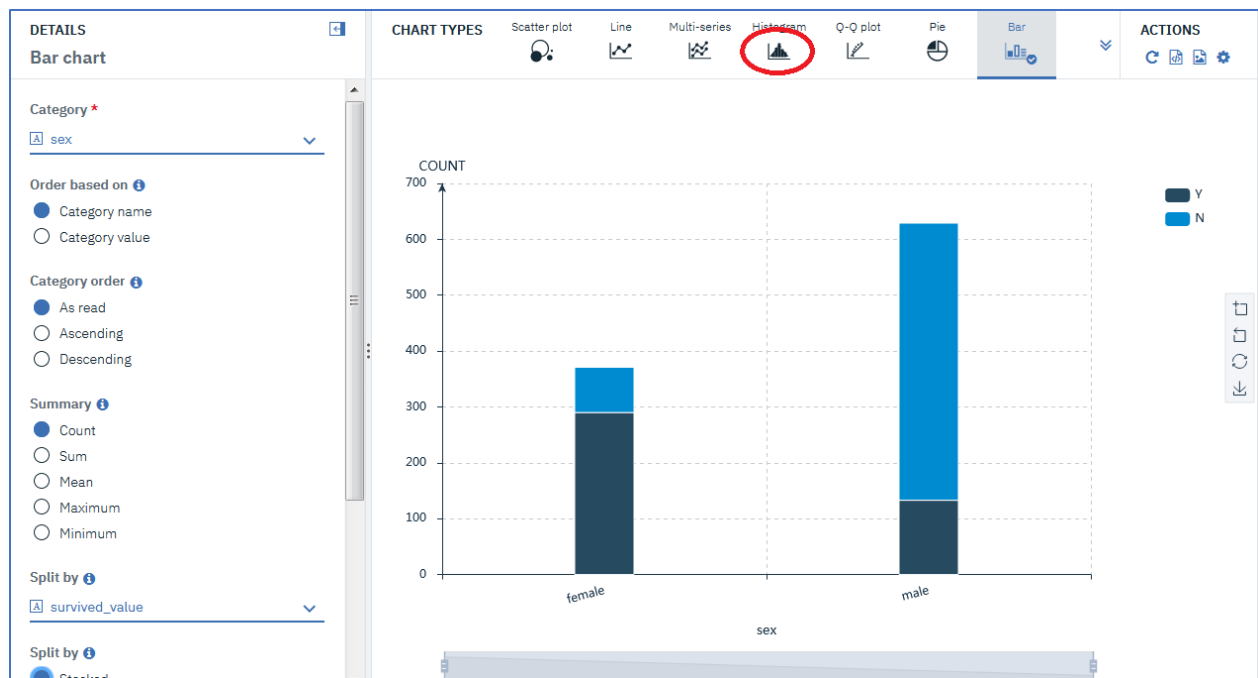 DETAILS
Bar chart
Category *
A sex
Order based on
Category name
Category value
Category order
As read
Ascending
Descending
Summary
Count
Sum
Mean
Maximum
Minimum
Split by
A survived_value
Split by
Stacked
CHART TYPES
Scatter plot
Line
Multi-series
Histogram
Q-Q plot
Pie
Bar
ACTIONS
COUNT
700
600
500
400
300
200
100
0
female
male
sex
Y
N